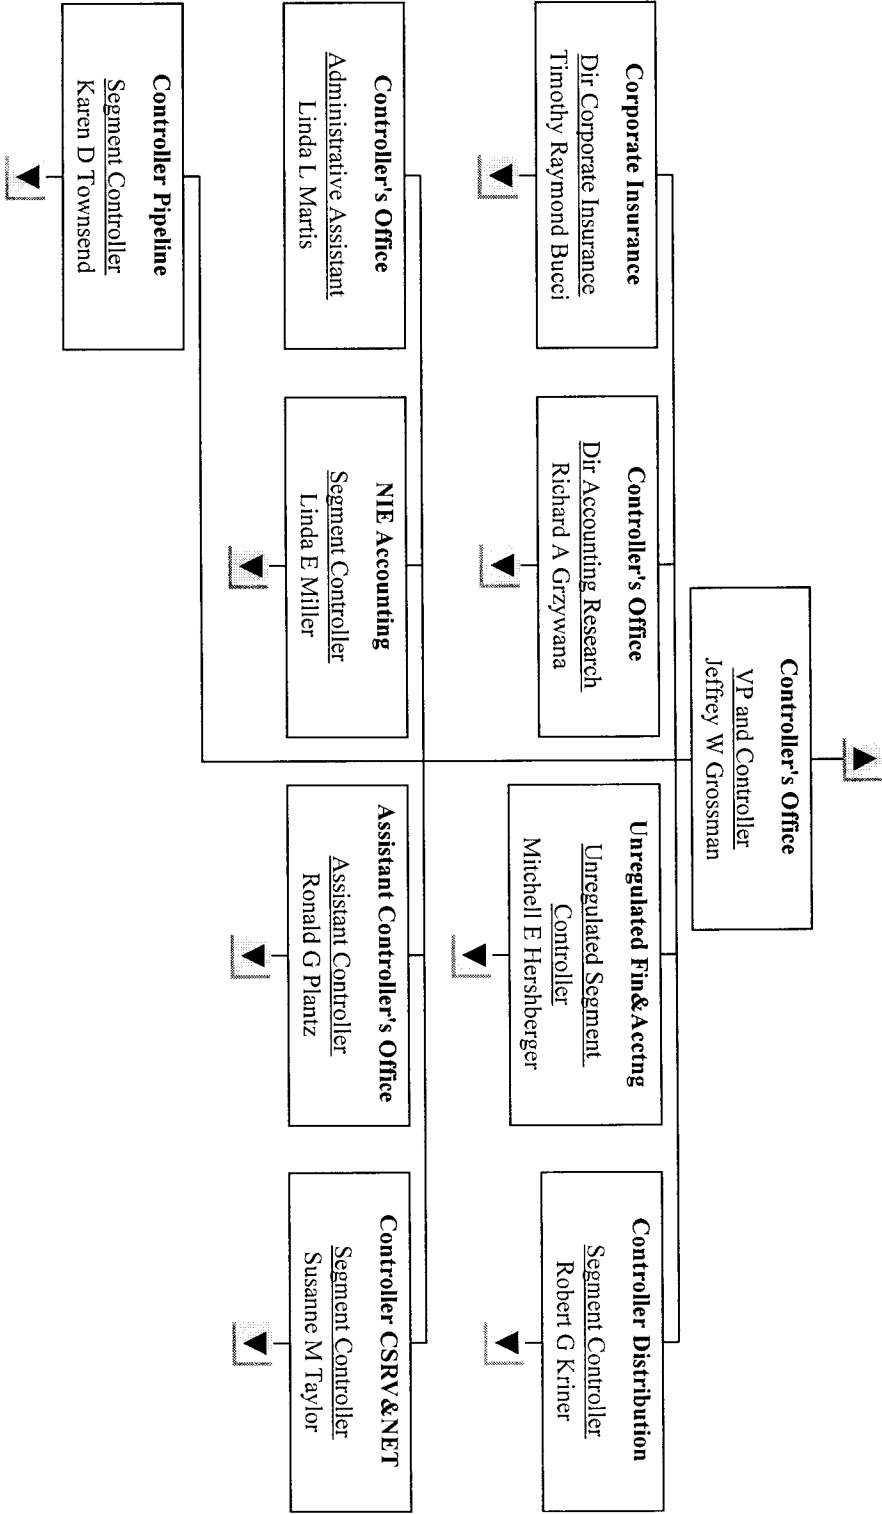 Controller's Office
VP and Controller
Jeffrey W Grossman
Corporate Insurance
Dir Corporate Insurance
Timothy Raymond Bucci
Controller's Office
Dir Accounting Research
Richard A Grzywana
Unregulated Fin&Acctng
Unregulated Segment
Controller
Mitchell E Hershberger
Controller Distribution
Segment Controller
Robert G Kriner
Controller's Office
Administrative Assistant
Linda L Martis
NIE Accounting
Segment Controller
Linda E Miller
Assistant Controller's Office
Assistant Controller
Ronald G Plantz
Controller CSRV&NET
Segment Controller
Susanne M Taylor
Controller Pipeline
Segment Controller
Karen D Townsend